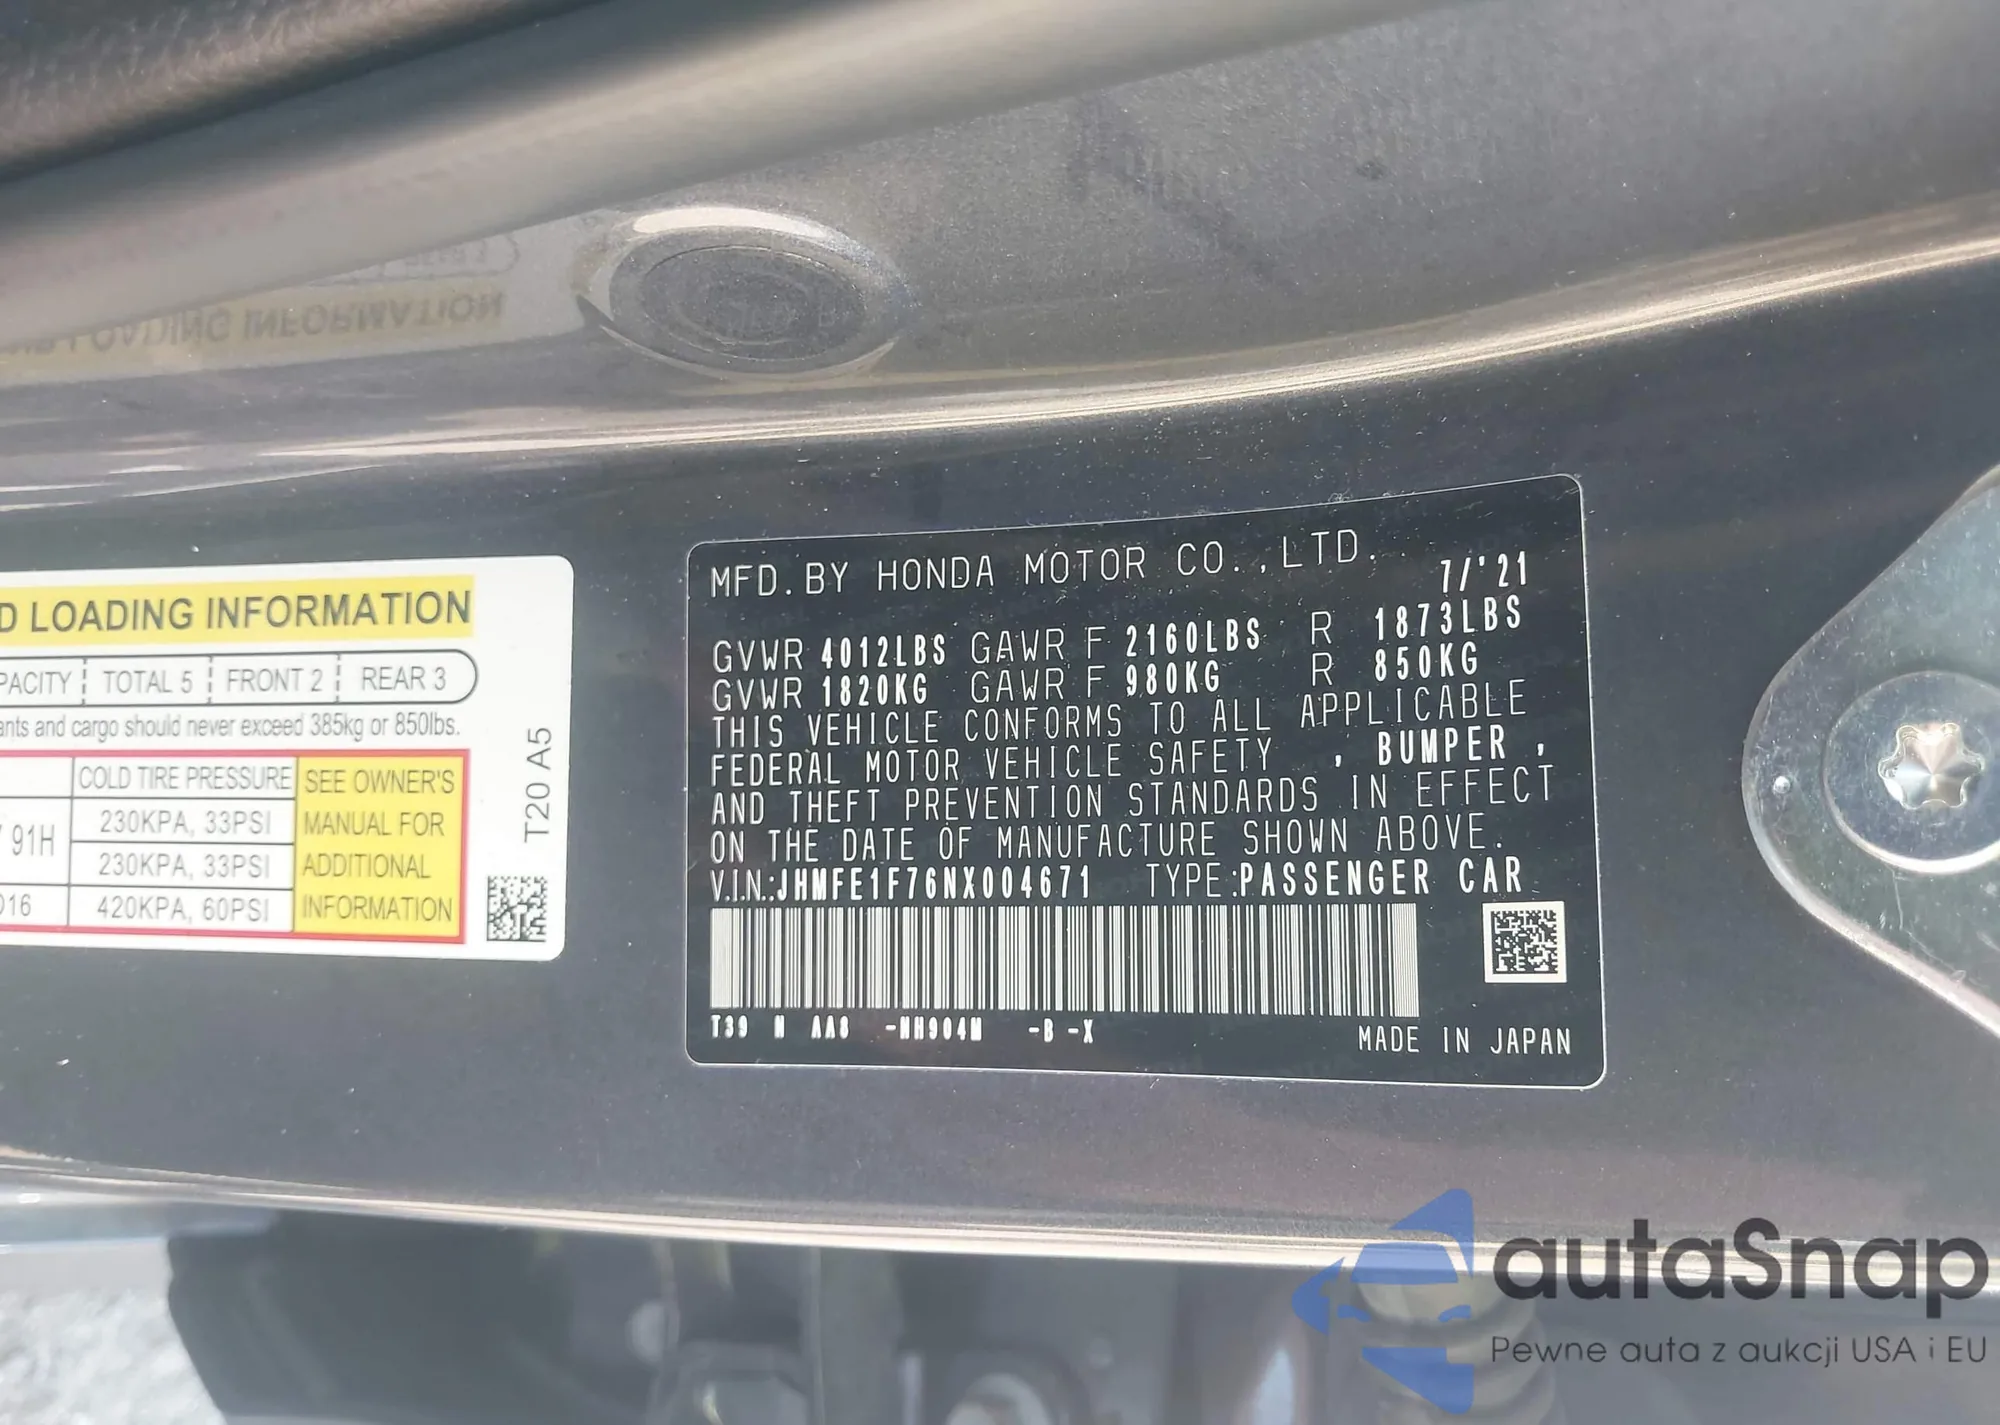 LOADING INFORMATION
TOTAL 5 FRONT 2 REAR 3
and cargo should never exceed 385kg or 850lbs.
COLD TIRE PRESSURE
91H
230KPA, 33PSI
230KPA, 33PSI
420KPA, 60PSI
SEE OWNER'S
MANUAL FOR
ADDITIONAL
INFORMATION
T20 A5
MFD. BY HONDA MOTOR CO., LTD. 7/'21
GVWR 4012LBS GAWR F 2160LBS R 1873LBS
GVWR 1820KG GAWR F 980KG R 850KG
THIS VEHICLE CONFORMS TO ALL APPLICABLE
FEDERAL MOTOR VEHICLE SAFETY , BUMPER ,
AND THEFT PREVENTION STANDARDS IN EFFECT
ON THE DATE OF MANUFACTURE SHOWN ABOVE.
V.I.N.:JHMFE1F76NX004671 TYPE:PASSENGER CAR
T39 N AA8 -NH904M -B -X
MADE IN JAPAN
autaSnap
Pewne auta z aukcji USA i EU